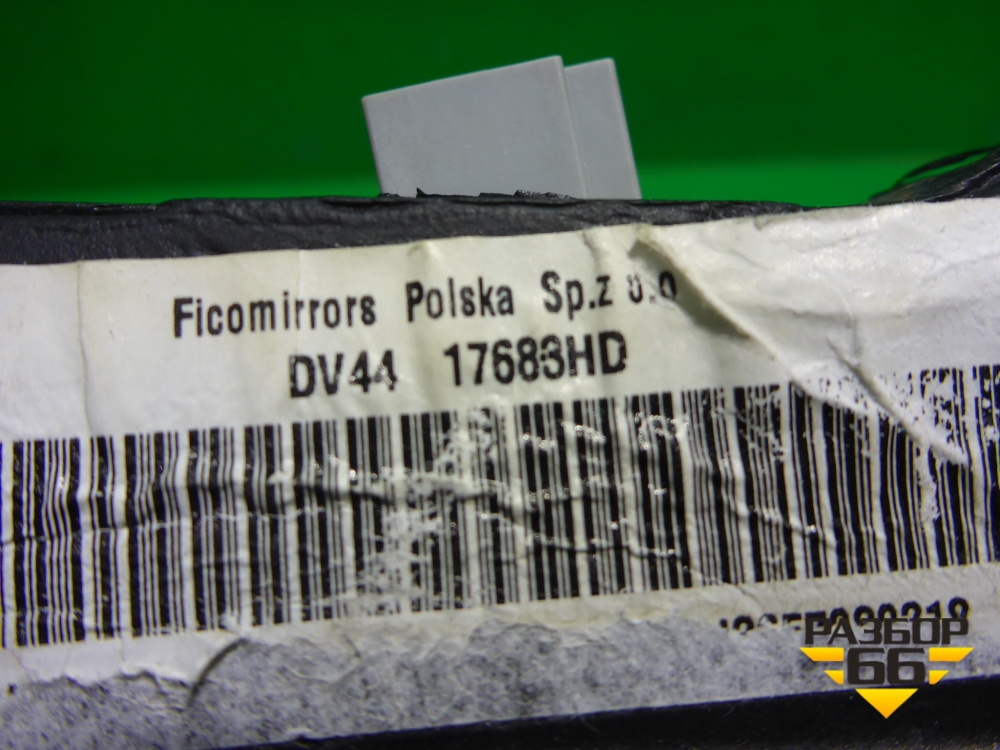 Ficomirrors Polska Sp.z o.o
DV44 17683HD
РАЗБОР
66